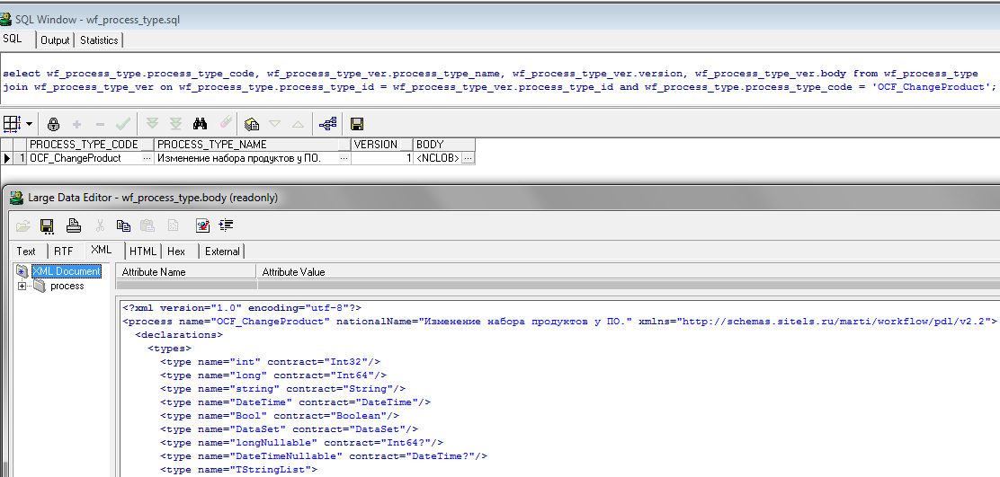 SQL Window - wf_process_type.sql
SQL Output Statistics
select wf_process_type.process_type_code, wf_process_type_ver.process_type_name, wf_process_type_ver.version, wf_process_type_ver.body from wf_process_type
join wf_process_type_ver on wf_process_type.process_type_id = wf_process_type_ver.process_type_id and wf_process_type.process_type_code = 'OCF_ChangeProduct';
PROCESS_TYPE_CODE PROCESS_TYPE_NAME VERSION BODY
1 OCF_ChangeProduct ... Изменение набора продуктов у ПО. ... 1 <NCLOB> ...
Large Data Editor - wf_process_type.body (readonly)
Text RTF XML HTML Hex External
XML Document
process
Attribute Name Attribute Value
<?xml version="1.0" encoding="utf-8"?>
<process name="OCF_ChangeProduct" nationalName="Изменение набора продуктов у ПО." xmlns="http://schemas.sitels.ru/marti/workflow/pdl/v2.2">
<declarations>
<types>
<type name="int" contract="Int32"/>
<type name="long" contract="Int64"/>
<type name="string" contract="String"/>
<type name="DateTime" contract="DateTime"/>
<type name="Bool" contract="Boolean"/>
<type name="DataSet" contract="DataSet"/>
<type name="longNullable" contract="Int64?"/>
<type name="DateTimeNullable" contract="DateTime?"/>
<type name="TStringList">